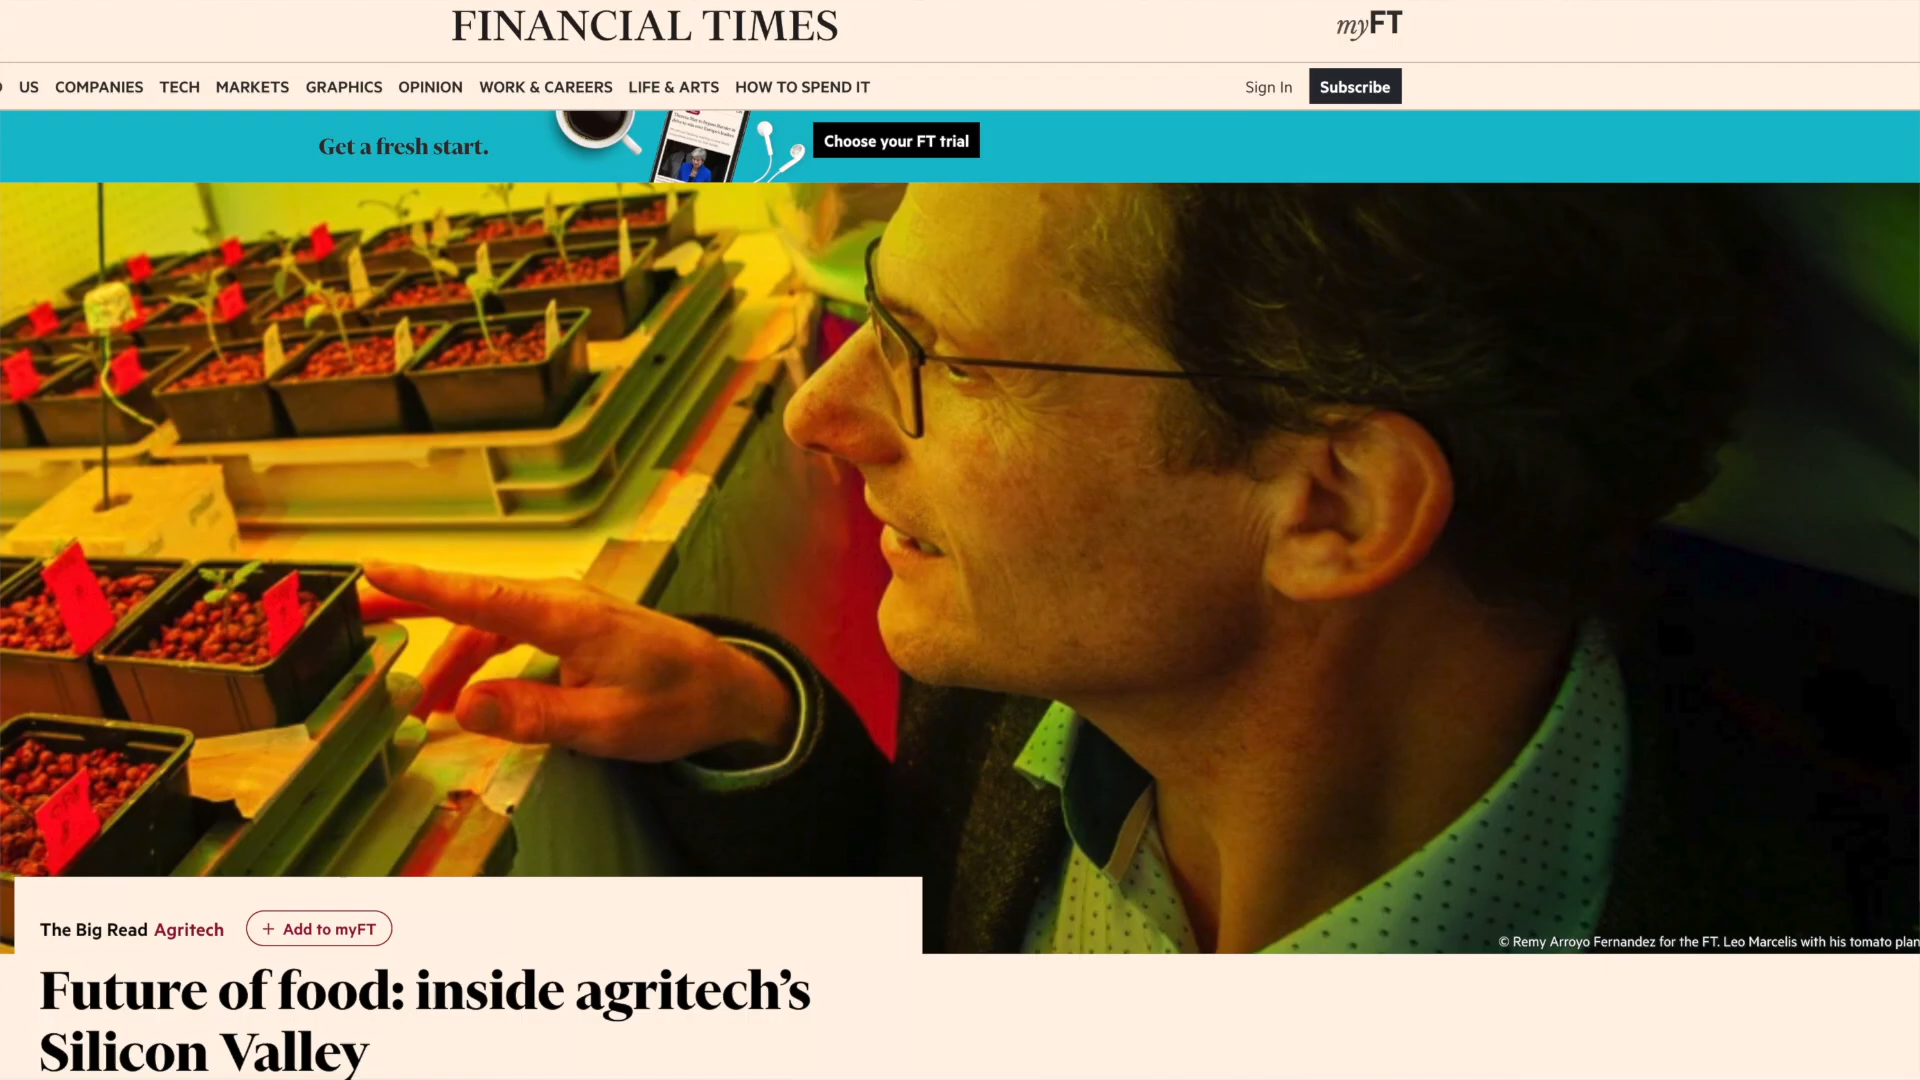 FINANCIAL TIMES
myFT
US COMPANIES TECH MARKETS GRAPHICS OPINION WORK & CAREERS LIFE & ARTS HOW TO SPEND IT
Sign In
Subscribe
Get a fresh start.
Choose your FT trial
© Remy Arroyo Fernandez for the FT. Leo Marcelis with his tomato plan
The Big Read Agritech
+ Add to myFT
Future of food: inside agritech’s
Silicon Valley